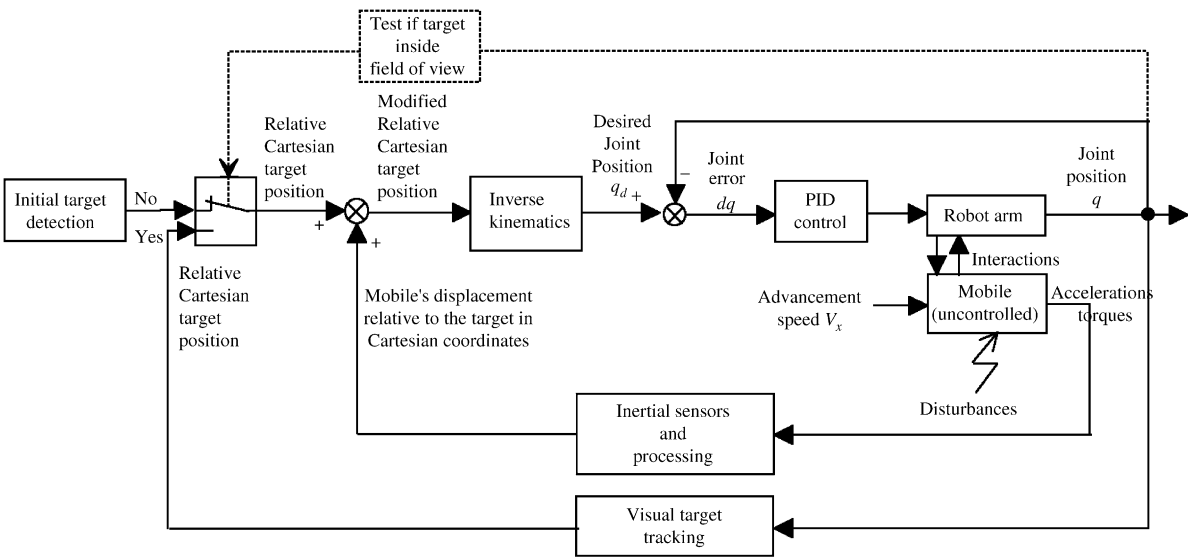 Test if target
inside
field of view
Modified
Relative
Cartesian
target
position
Relative
Cartesian
target
position
Desired
Joint
Position
qd +
−
Joint
error
dq
Joint
position
q
Initial target
detection
No
Yes
+
+
Inverse
kinematics
PID
control
Robot arm
Interactions
Relative
Cartesian
target
position
Mobile's displacement
relative to the target in
Cartesian coordinates
Advancement
speed Vx
Mobile
(uncontrolled)
Accelerations
torques
Disturbances
Inertial sensors
and
processing
Visual target
tracking